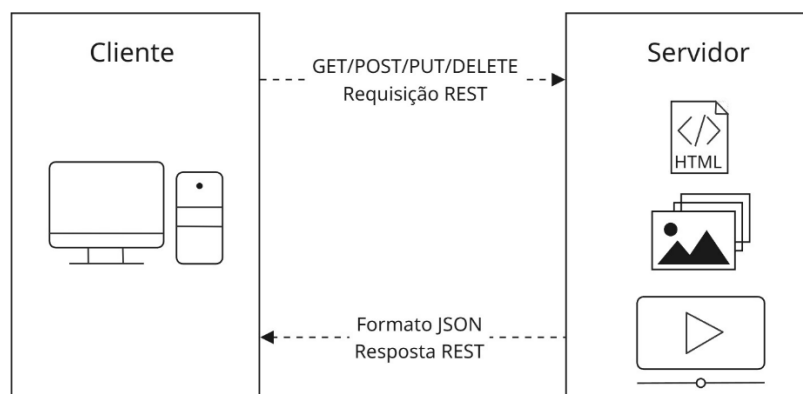 Cliente
GET/POST/PUT/DELETE
Requisição REST
Servidor
</>
HTML
Formato JSON
Resposta REST